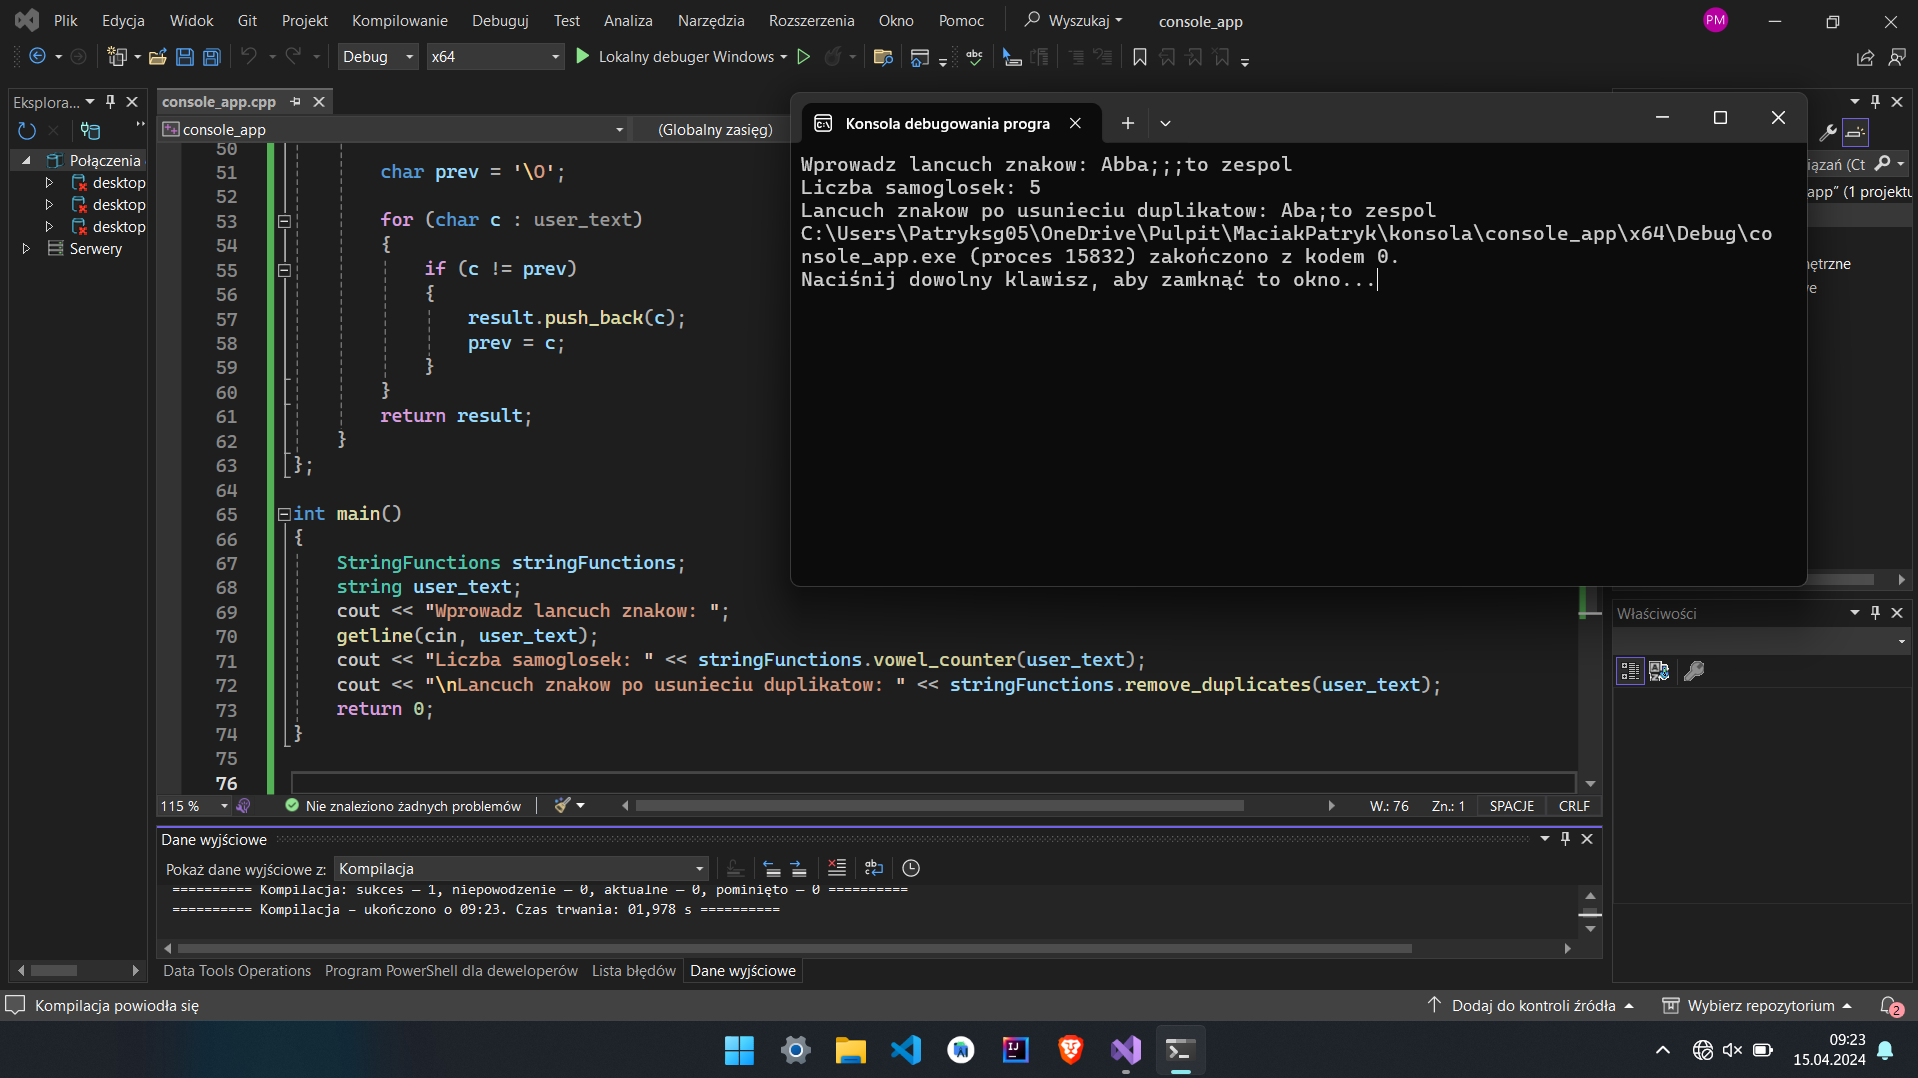 Plik Edycja Widok Git Projekt Kompilowanie Debuguj Test Analiza Narzędzia Rozszerzenia Okno Pomoc Wyszukaj console_app PM
Debug x64 Lokalny debuger Windows
Eksplora...
Połączenia
desktop
desktop
desktop
Serwery
console_app.cpp
console_app (Globalny zasięg)
50
51 char prev = '\O';
52
53 for (char c : user_text)
54 {
55 if (c != prev)
56 {
57 result.push_back(c);
58 prev = c;
59 }
60 }
61 return result;
62 }
63 };
64
65 int main()
66 {
67 StringFunctions stringFunctions;
68 string user_text;
69 cout << "Wprowadz lancuch znakow: ";
70 getline(cin, user_text);
71 cout << "Liczba samoglosek: " << stringFunctions.vowel_counter(user_text);
72 cout << "\nLancuch znakow po usunieciu duplikatow: " << stringFunctions.remove_duplicates(user_text);
73 return 0;
74 }
75
76
Konsola debugowania progra
Wprowadz lancuch znakow: Abba;;;to zespol
Liczba samoglosek: 5
Lancuch znakow po usunieciu duplikatow: Aba;to zespol
C:\Users\Patryksg05\OneDrive\Pulpit\MaciakPatryk\konsola\console_app\x64\Debug\co
nsole_app.exe (proces 15832) zakończono z kodem 0.
Naciśnij dowolny klawisz, aby zamknąć to okno...
iązań (Ct
app" (1 projektu
nętrzne
we
Właściwości
115 % Nie znaleziono żadnych problemów W.: 76 Zn.: 1 SPACJE CRLF
Dane wyjściowe
Pokaż dane wyjściowe z: Kompilacja
========== Kompilacja: sukces — 1, niepowodzenie — 0, aktualne — 0, pominięto — 0 ==========
========== Kompilacja — ukończono o 09:23. Czas trwania: 01,978 s ==========
Data Tools Operations Program PowerShell dla deweloperów Lista błędów Dane wyjściowe
Kompilacja powiodła się Dodaj do kontroli źródła Wybierz repozytorium 2
09:23
15.04.2024